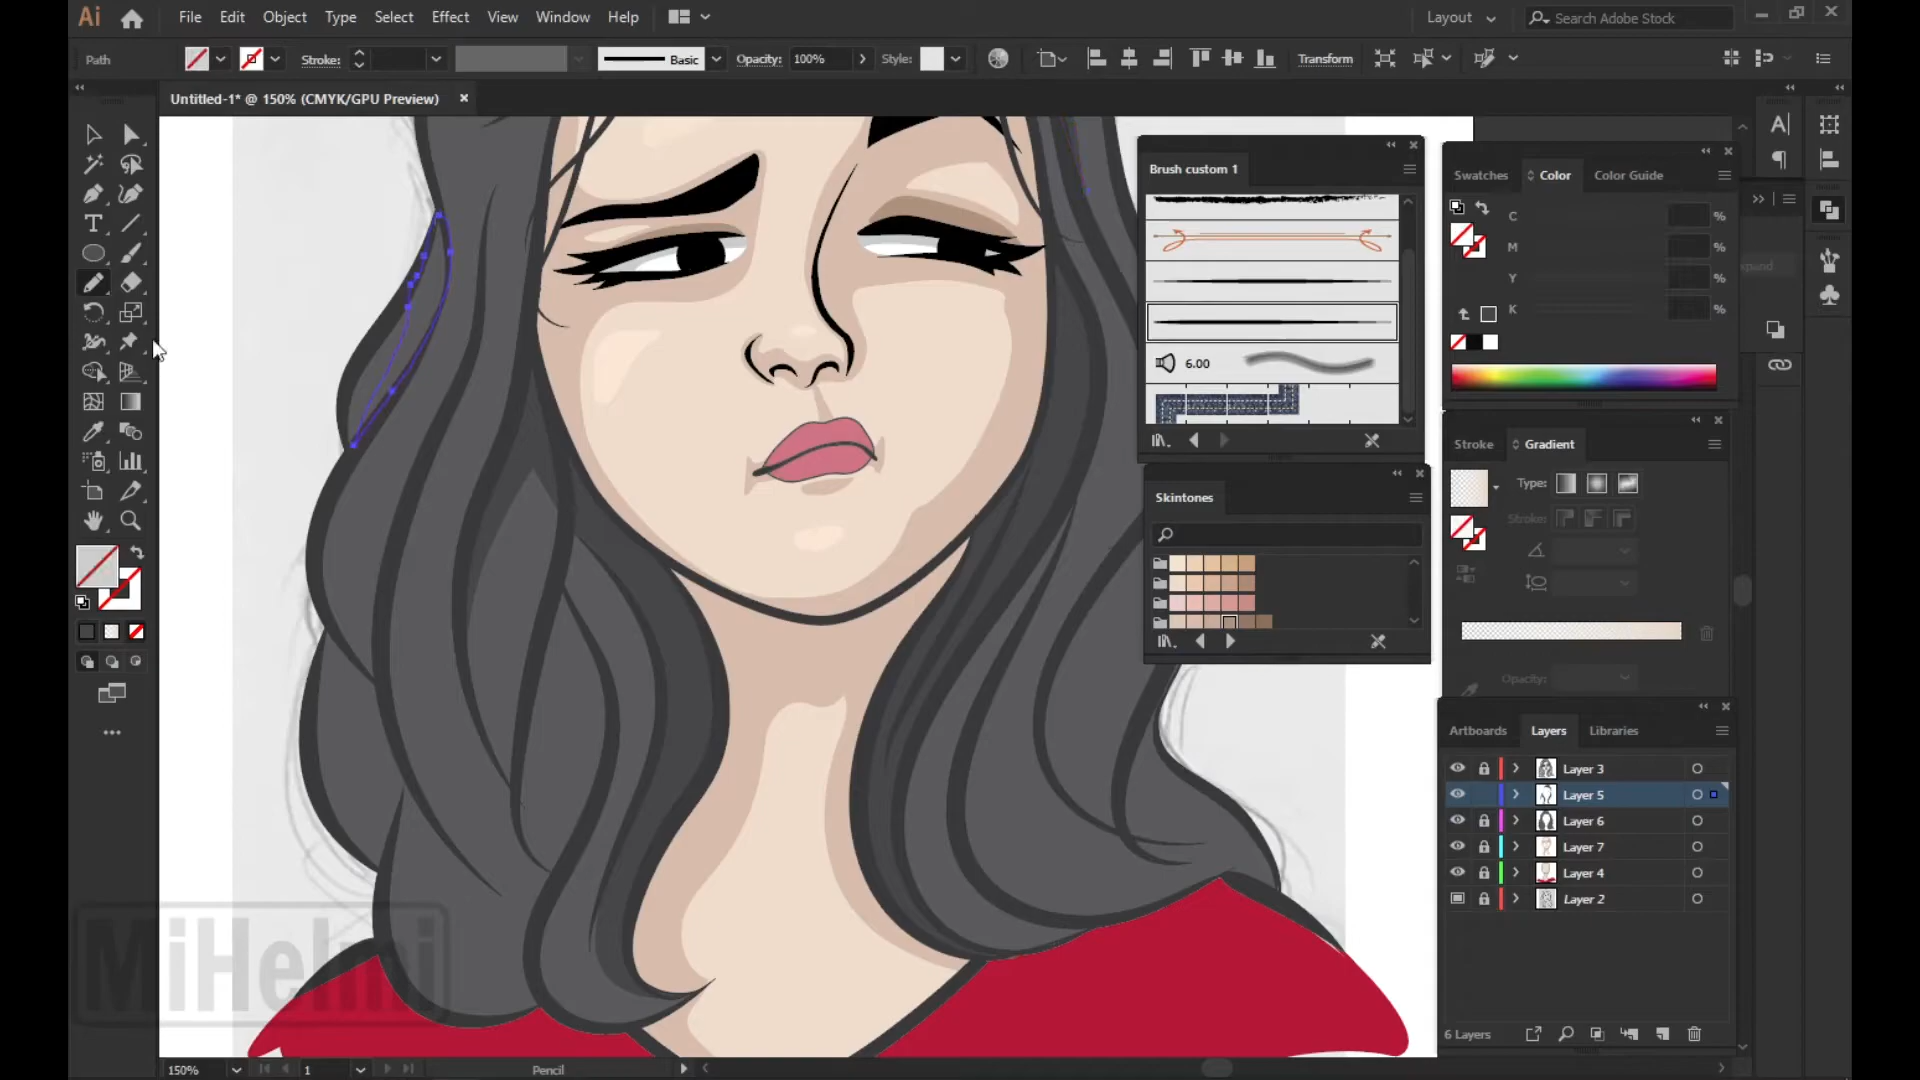 Ai File Edit Object Type Select Effect View Window Help Layout Search Adobe Stock
Path Stroke: Basic Opacity: 100% Style: Transform
Untitled-1* @ 150% (CMYK/GPU Preview)
Brush custom 1
6.00
Skintones
Swatches Color Color Guide
C %
M %
Y %
K %
Stroke Gradient
Type:
Stroke:
Opacity:
Artboards Layers Libraries
Layer 3
Layer 5
Layer 6
Layer 7
Layer 4
Layer 2
6 Layers
MiHelmi
150% 1 Pencil